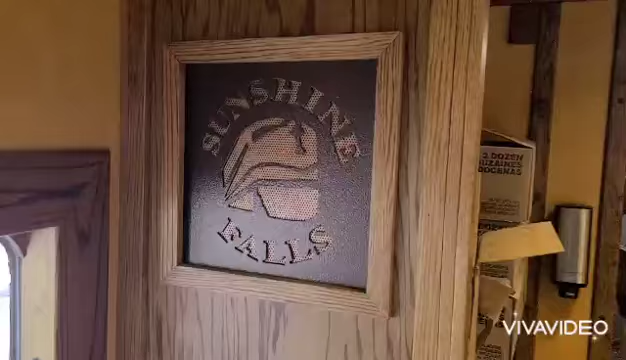 SUNSHINE
FALLS
2 DOZEN
DOUZAINES
DOCENAS
VIVAVIDEO